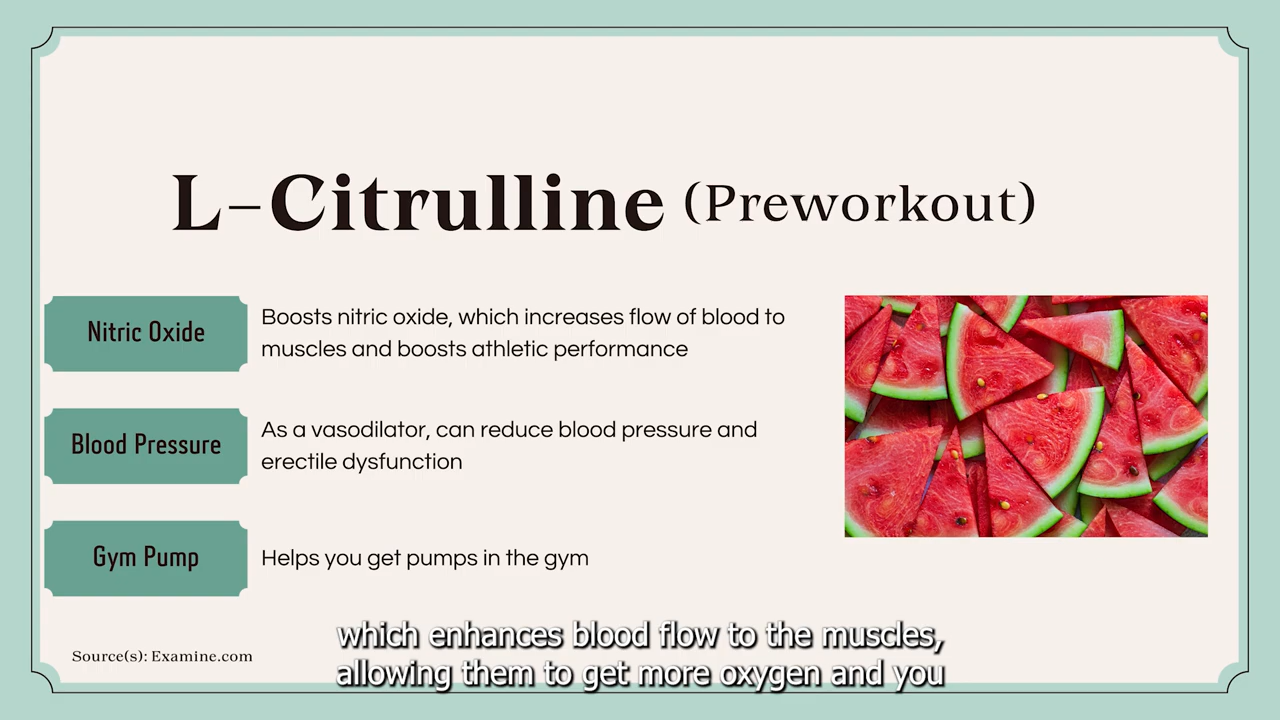 L-Citrulline (Preworkout)
Nitric Oxide
Boosts nitric oxide, which increases flow of blood to
muscles and boosts athletic performance
Blood Pressure
As a vasodilator, can reduce blood pressure and
erectile dysfunction
Gym Pump
Helps you get pumps in the gym
Source(s): Examine.com
which enhances blood flow to the muscles,
allowing them to get more oxygen and you